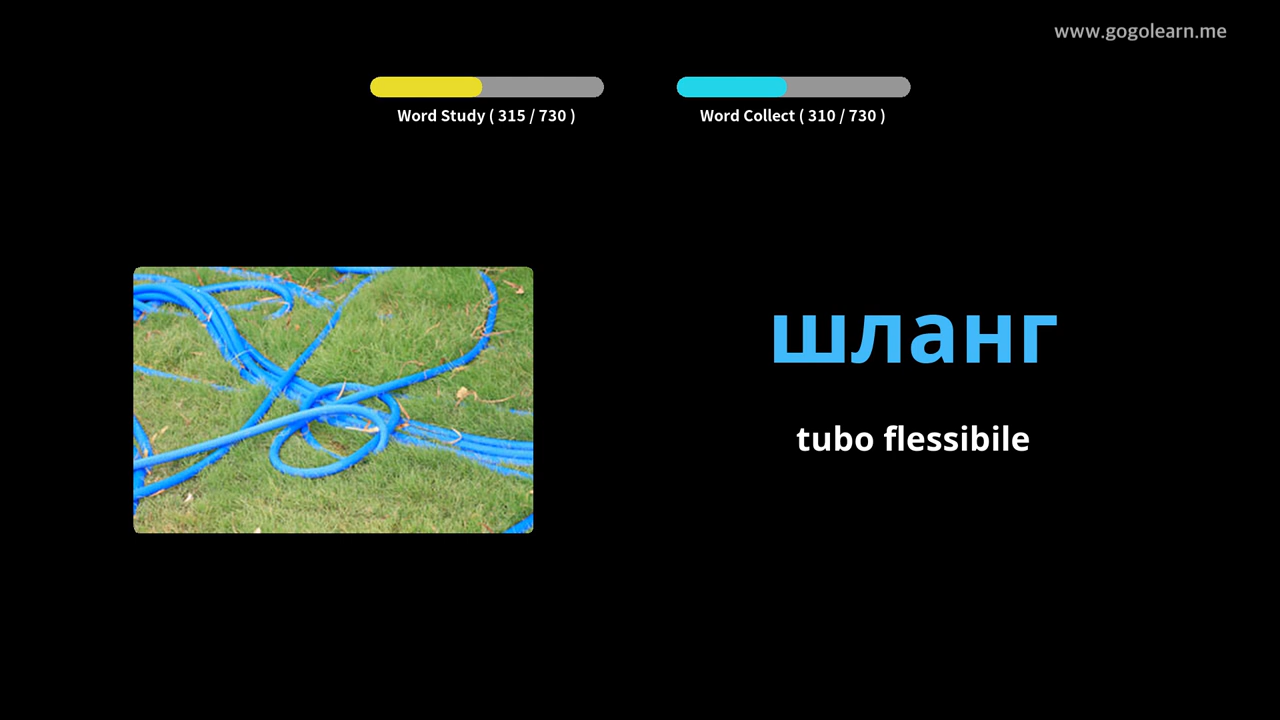 www.gogolearn.me
Word Study ( 315 / 730 )
Word Collect ( 310 / 730 )
шланг
tubo flessibile